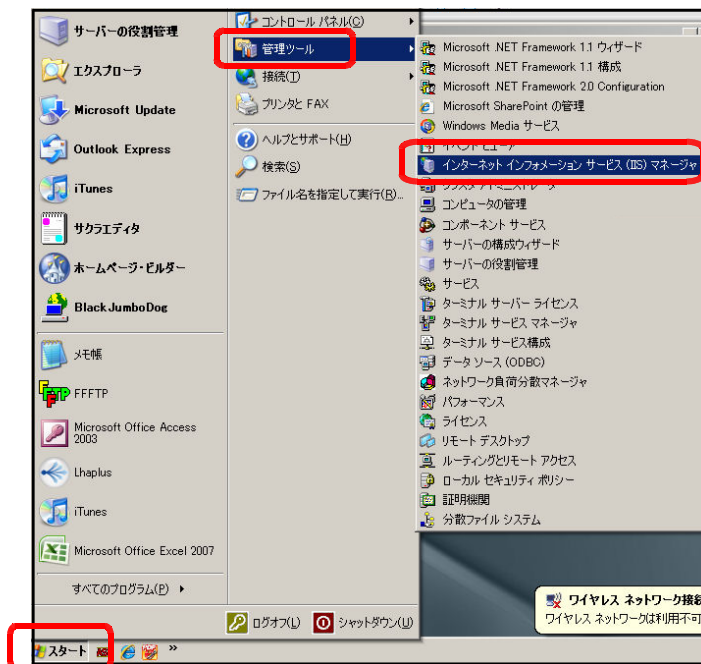 サーバーの役割管理
エクスプローラ
Microsoft Update
Outlook Express
iTunes
サクラエディタ
ホームページ・ビルダー
BlackJumboDog
メモ帳
FFFTP
Microsoft Office Access
2003
Lhaplus
iTunes
Microsoft Office Excel 2007
すべてのプログラム(P)
コントロール パネル(C)
管理ツール
接続(T)
プリンタと FAX
ヘルプとサポート(H)
検索(S)
ファイル名を指定して実行(R)...
Microsoft .NET Framework 1.1 ウィザード
Microsoft .NET Framework 1.1 構成
Microsoft .NET Framework 2.0 Configuration
Microsoft SharePoint の管理
Windows Media サービス
イベント ビューア
インターネット インフォメーション サービス (IIS) マネージャ
コンピュータの管理
コンポーネント サービス
サーバーの構成ウィザード
サーバーの役割管理
サービス
ターミナル サーバー ライセンス
ターミナル サービス マネージャ
ターミナル サービス構成
データ ソース (ODBC)
ネットワーク負荷分散マネージャ
パフォーマンス
ライセンス
リモート デスクトップ
ルーティングとリモート アクセス
ローカル セキュリティ ポリシー
証明機関
分散ファイル システム
ワイヤレス ネットワーク接続
ワイヤレス ネットワークは利用不可
ログオフ(L)
シャットダウン(U)
スタート
»